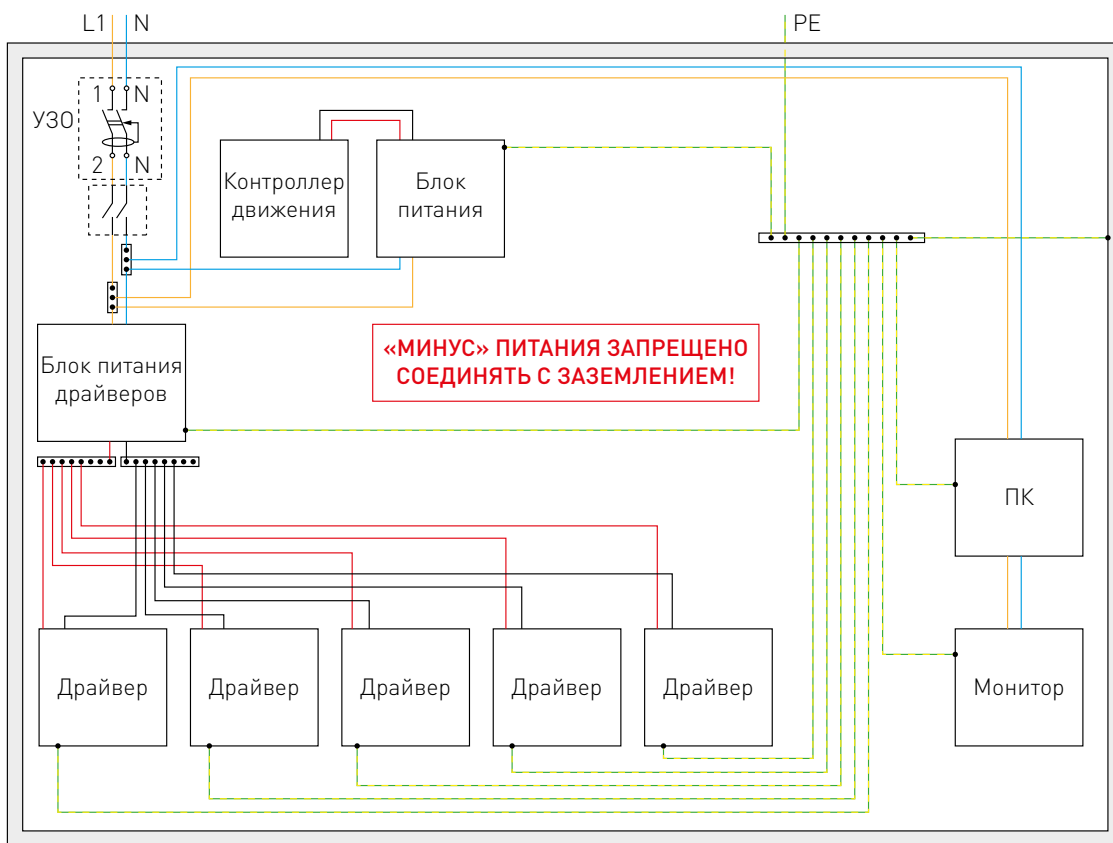 L1 N
PE
1 N
УЗО
2 N
Контроллер
движения
Блок
питания
Блок питания
драйверов
«МИНУС» ПИТАНИЯ ЗАПРЕЩЕНО
СОЕДИНЯТЬ С ЗАЗЕМЛЕНИЕМ!
ПК
Драйвер
Драйвер
Драйвер
Драйвер
Драйвер
Монитор